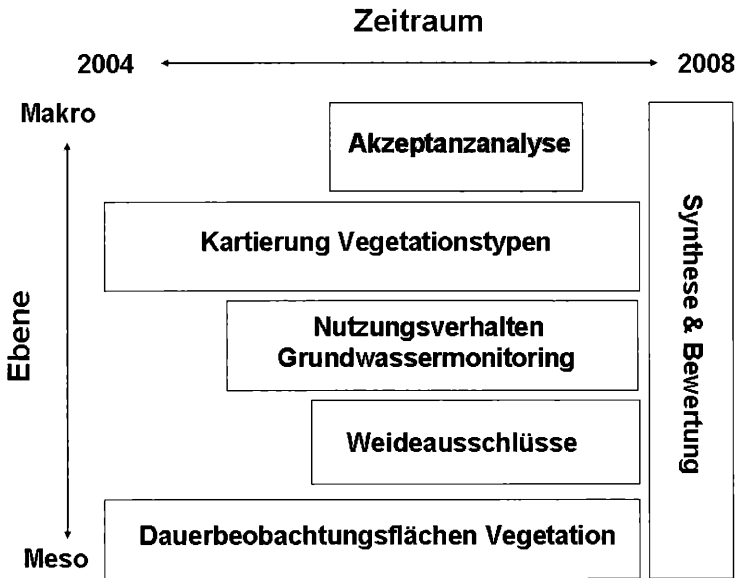 Zeitraum
2004
2008
Makro
Akzeptanzanalyse
Kartierung Vegetationstypen
Nutzungsverhalten
Grundwassermonitoring
Weideausschlüsse
Dauerbeobachtungsflächen Vegetation
Meso
Ebene
Synthese & Bewertung